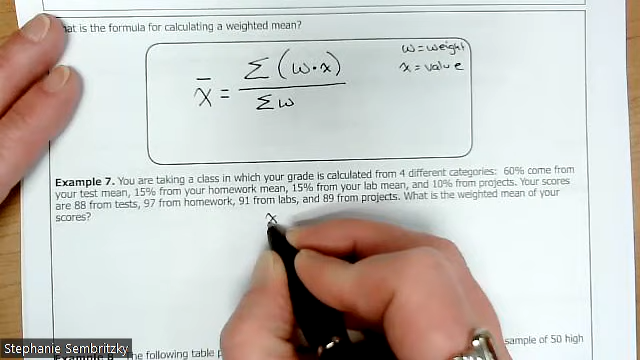 at is the formula for calculating a weighted mean?
w = weight
x = value
x̄ = Σ(w·x) / Σw
Example 7. You are taking a class in which your grade is calculated from 4 different categories: 60% come from
your test mean, 15% from your homework mean, 15% from your lab mean, and 10% from projects. Your scores
are 88 from tests, 97 from homework, 91 from labs, and 89 from projects. What is the weighted mean of your
scores?
x
he following table sample of 50 high
Stephanie Sembritzky